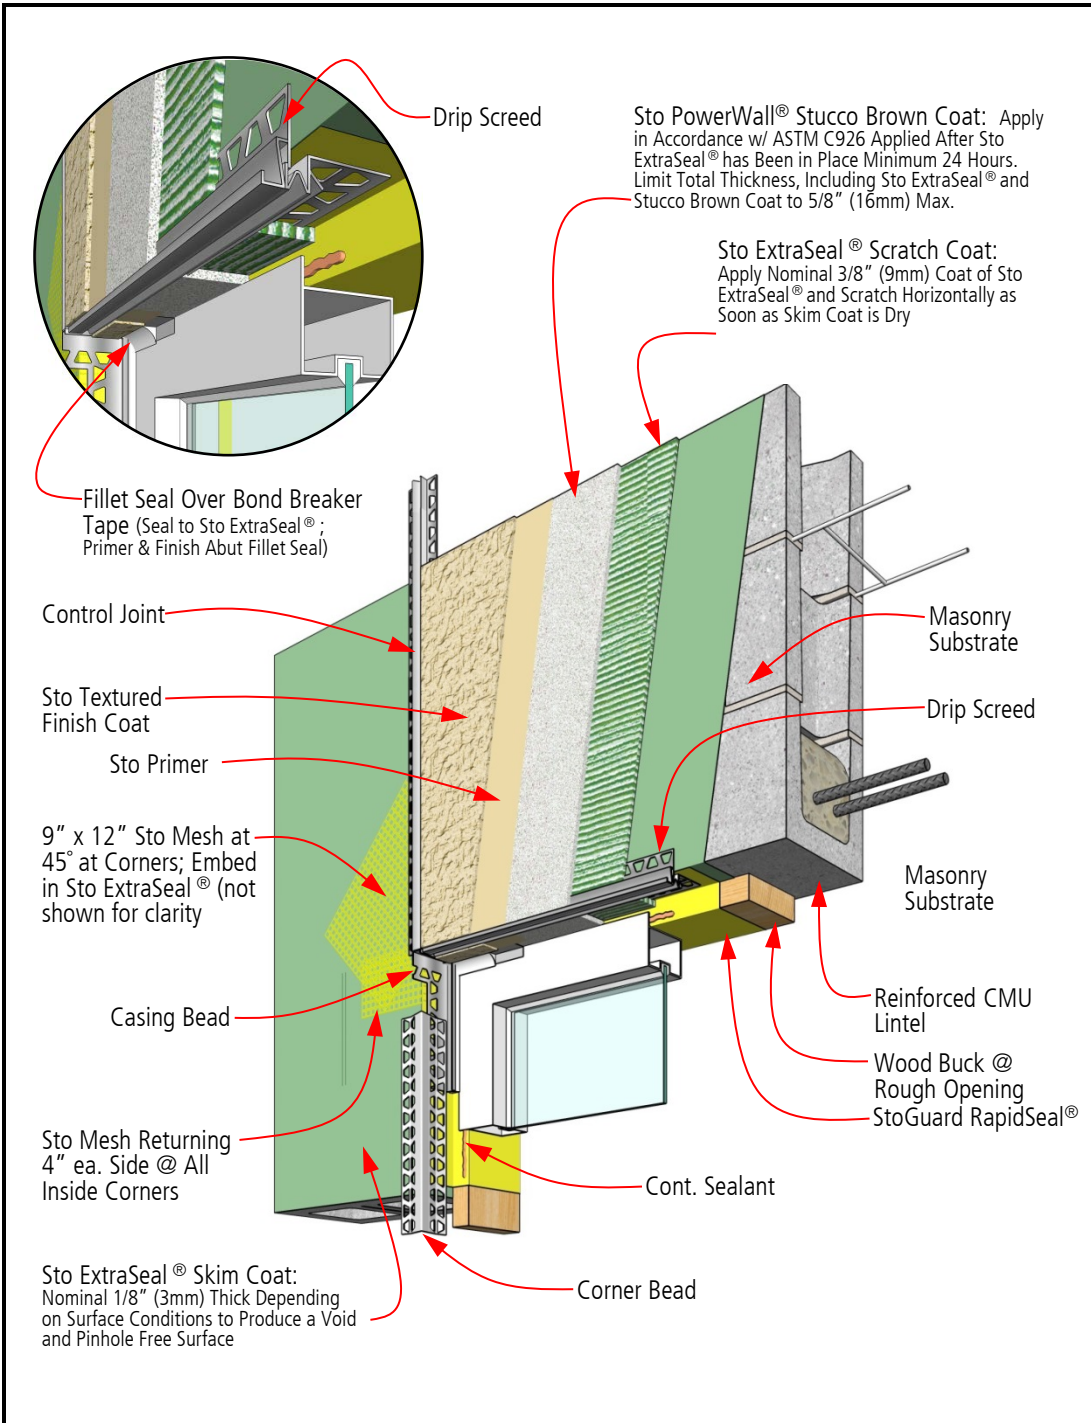 Drip Screed
Sto PowerWall® Stucco Brown Coat: Apply
in Accordance w/ ASTM C926 Applied After Sto
ExtraSeal® has Been in Place Minimum 24 Hours.
Limit Total Thickness, Including Sto ExtraSeal® and
Stucco Brown Coat to 5/8” (16mm) Max.
Sto ExtraSeal ® Scratch Coat:
Apply Nominal 3/8” (9mm) Coat of Sto
ExtraSeal® and Scratch Horizontally as
Soon as Skim Coat is Dry
Fillet Seal Over Bond Breaker
Tape (Seal to Sto ExtraSeal® ;
Primer & Finish Abut Fillet Seal)
Control Joint
Masonry
Substrate
Sto Textured
Finish Coat
Drip Screed
Sto Primer
9” x 12” Sto Mesh at
45° at Corners; Embed
in Sto ExtraSeal ® (not
shown for clarity
Masonry
Substrate
Casing Bead
Reinforced CMU
Lintel
Wood Buck @
Rough Opening
StoGuard RapidSeal®
Sto Mesh Returning
4” ea. Side @ All
Inside Corners
Cont. Sealant
Sto ExtraSeal ® Skim Coat:
Nominal 1/8” (3mm) Thick Depending
on Surface Conditions to Produce a Void
and Pinhole Free Surface
Corner Bead